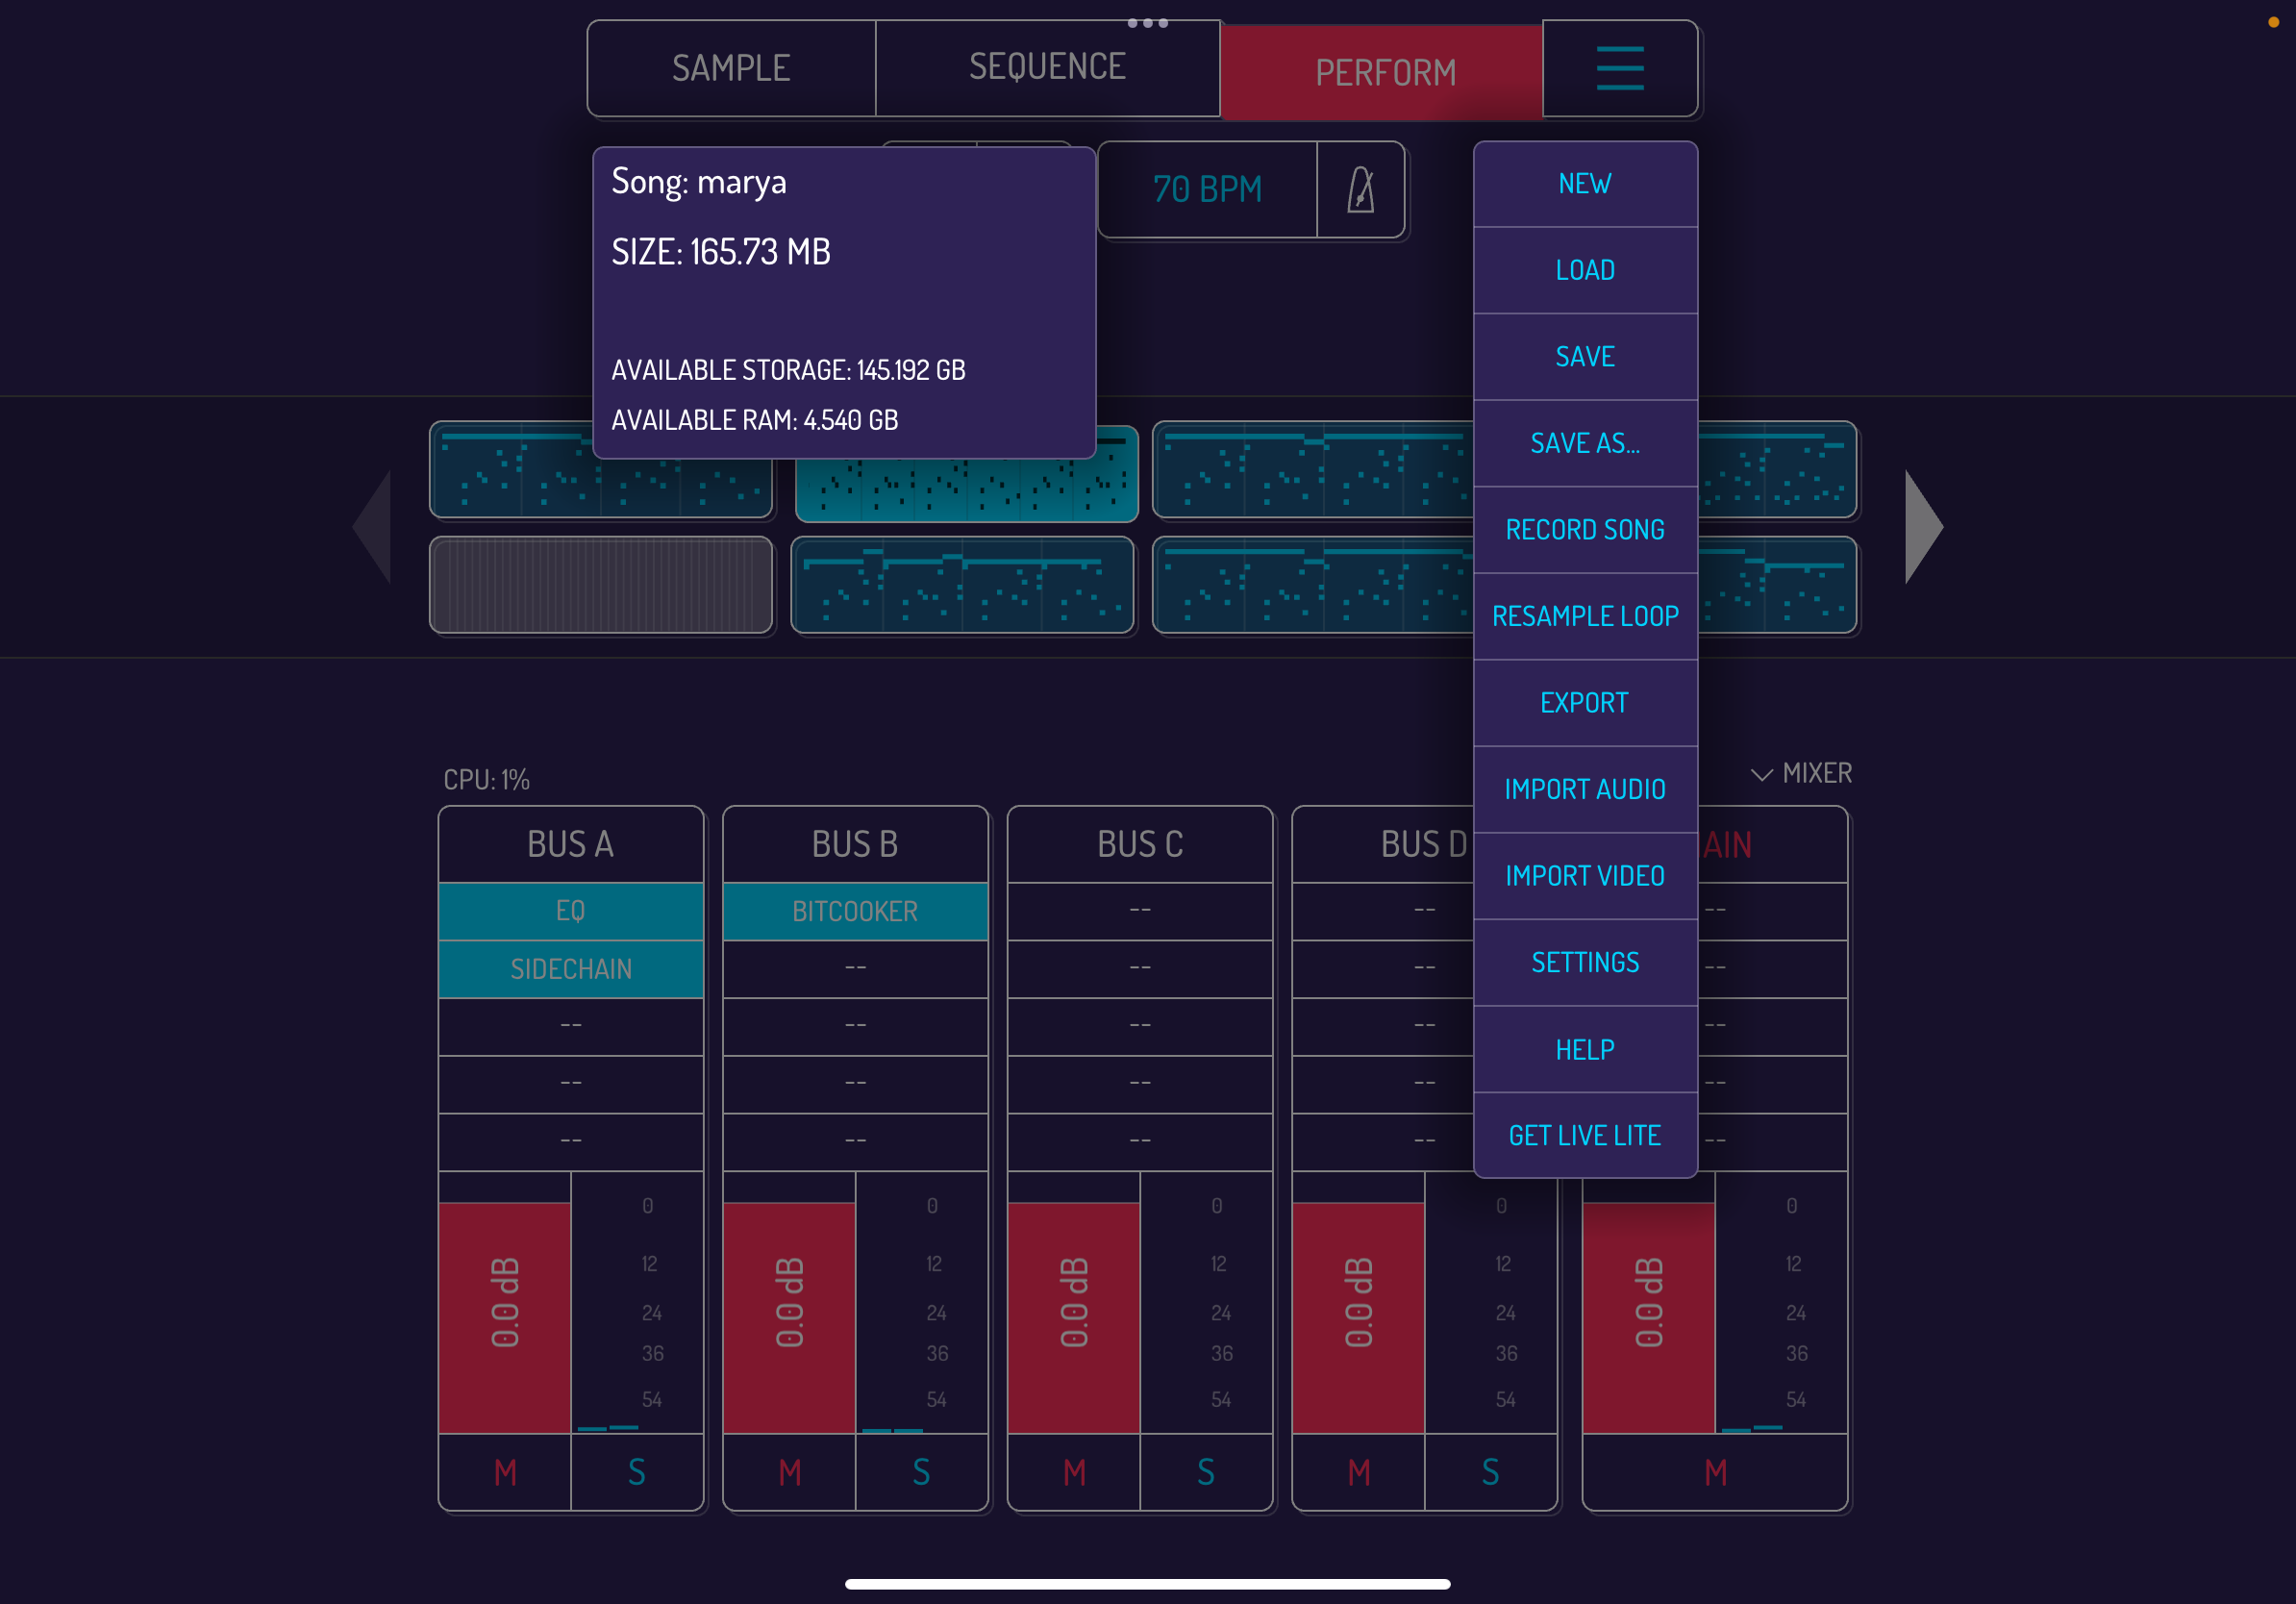 SAMPLE SEQUENCE PERFORM
Song: marya
SIZE: 165.73 MB
AVAILABLE STORAGE: 145.192 GB
AVAILABLE RAM: 4.540 GB
70 BPM
NEW
LOAD
SAVE
SAVE AS...
RECORD SONG
RESAMPLE LOOP
EXPORT
IMPORT AUDIO
IMPORT VIDEO
SETTINGS
HELP
GET LIVE LITE
CPU: 1%
MIXER
BUS A BUS B BUS C BUS D AIN
EQ BITCOOKER -- -- --
SIDECHAIN -- -- -- --
-- -- -- -- --
-- -- -- -- --
-- -- -- -- --
0 0 0 0 0
12 12 12 12 12
0.0 dB 0.0 dB 0.0 dB 0.0 dB 0.0 dB
24 24 24 24 24
36 36 36 36 36
54 54 54 54 54
M S M S M S M S M